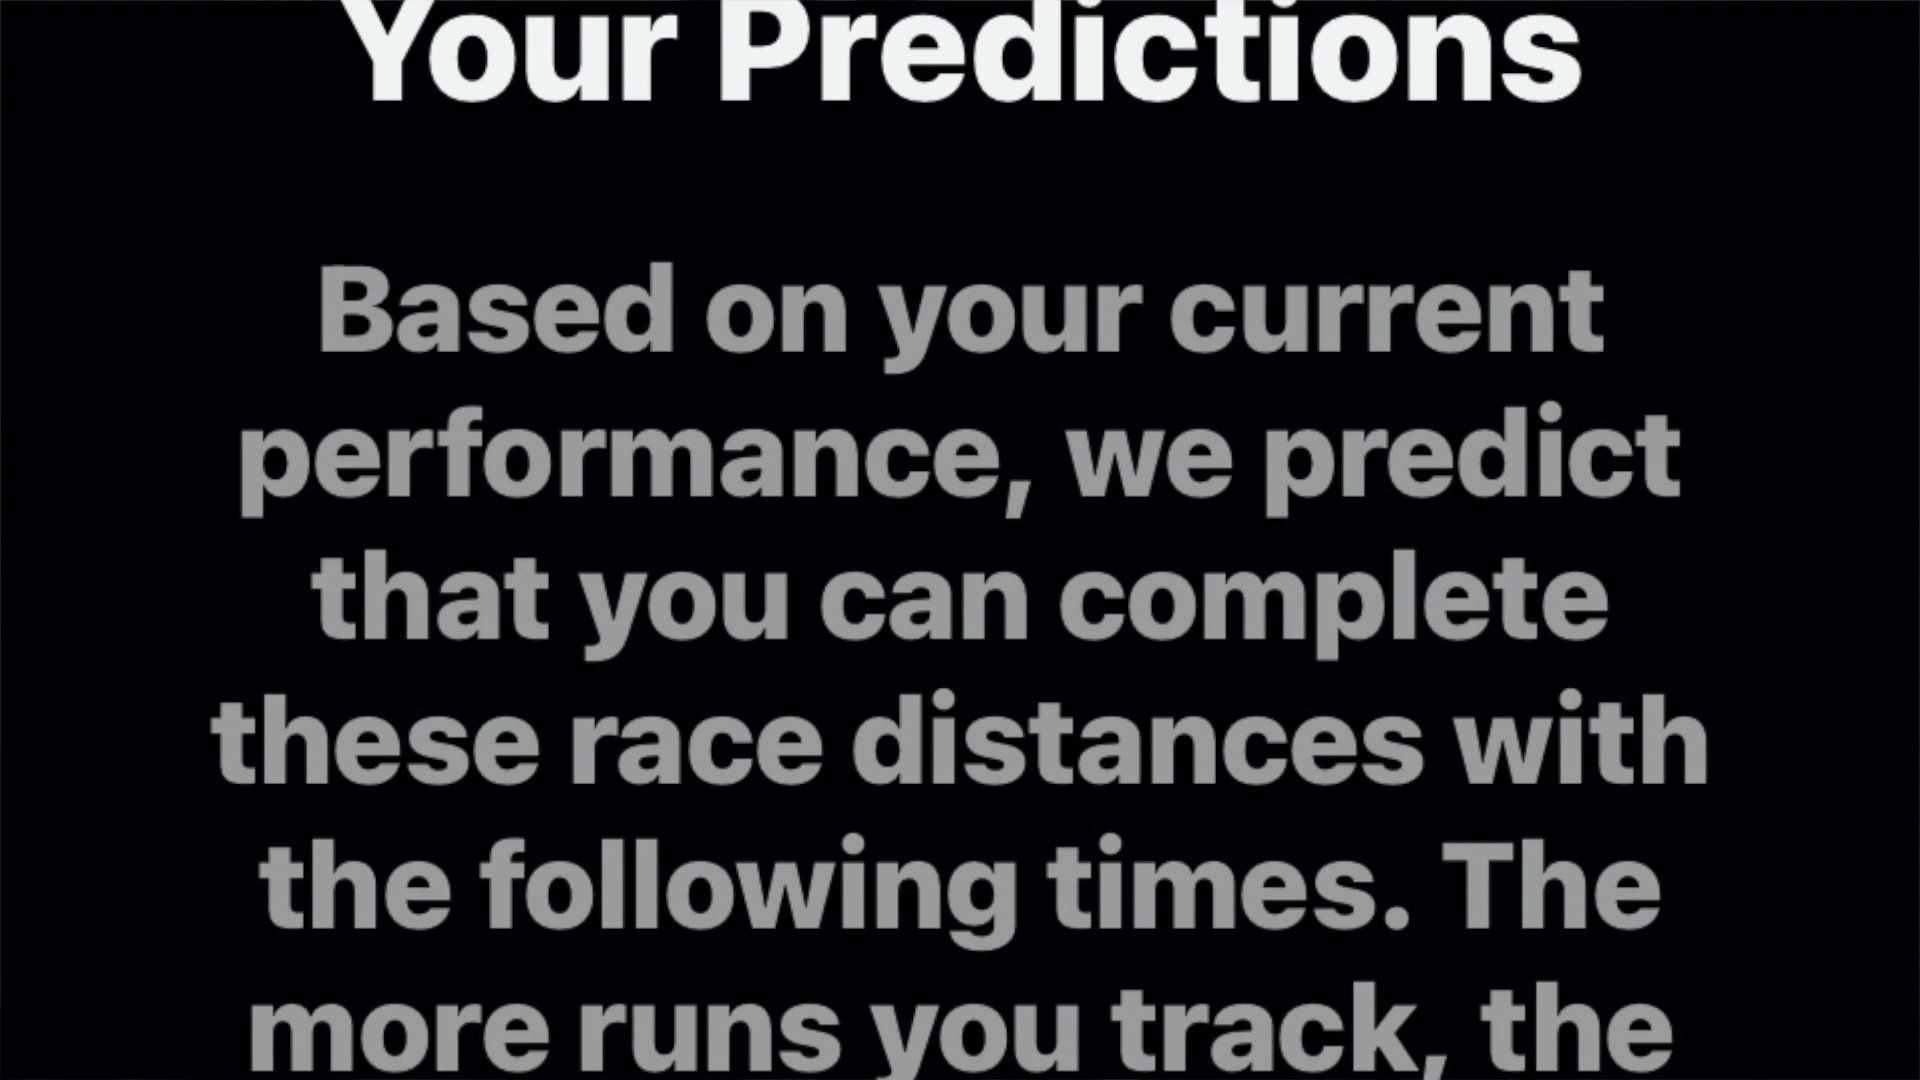 Your Predictions
Based on your current
performance, we predict
that you can complete
these race distances with
the following times. The
more runs you track, the